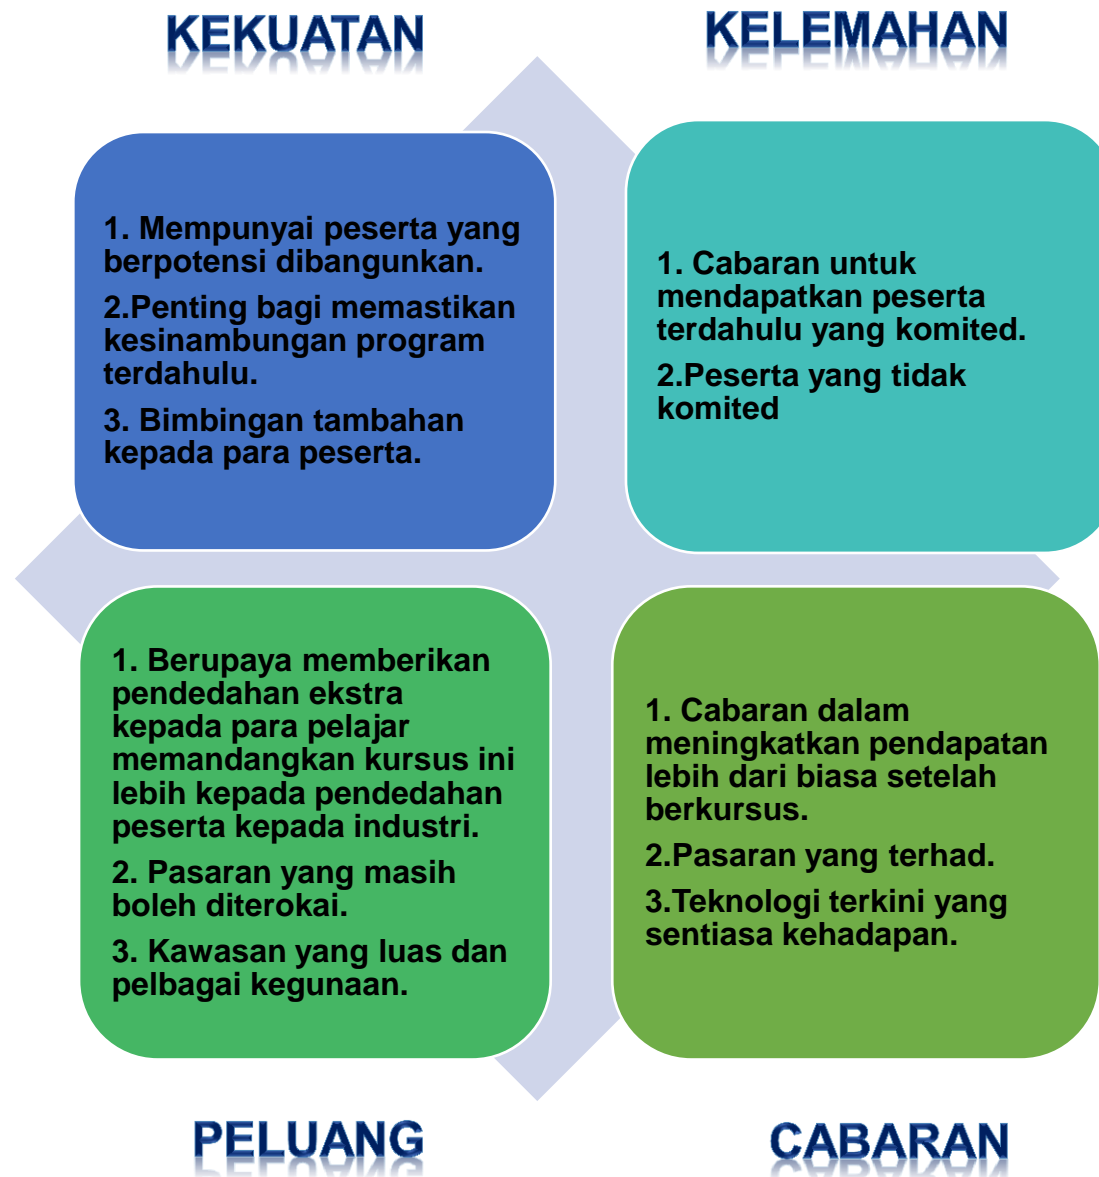 KEKUATAN
1. Mempunyai peserta yang
berpotensi dibangunkan.
2.Penting bagi memastikan
kesinambungan program
terdahulu.
3. Bimbingan tambahan
kepada para peserta.
KELEMAHAN
1. Cabaran untuk
mendapatkan peserta
terdahulu yang komited.
2.Peserta yang tidak
komited
1. Berupaya memberikan
pendedahan ekstra
kepada para pelajar
memandangkan kursus ini
lebih kepada pendedahan
peserta kepada industri.
2. Pasaran yang masih
boleh diterokai.
3. Kawasan yang luas dan
pelbagai kegunaan.
PELUANG
1. Cabaran dalam
meningkatkan pendapatan
lebih dari biasa setelah
berkursus.
2.Pasaran yang terhad.
3.Teknologi terkini yang
sentiasa kehadapan.
CABARAN